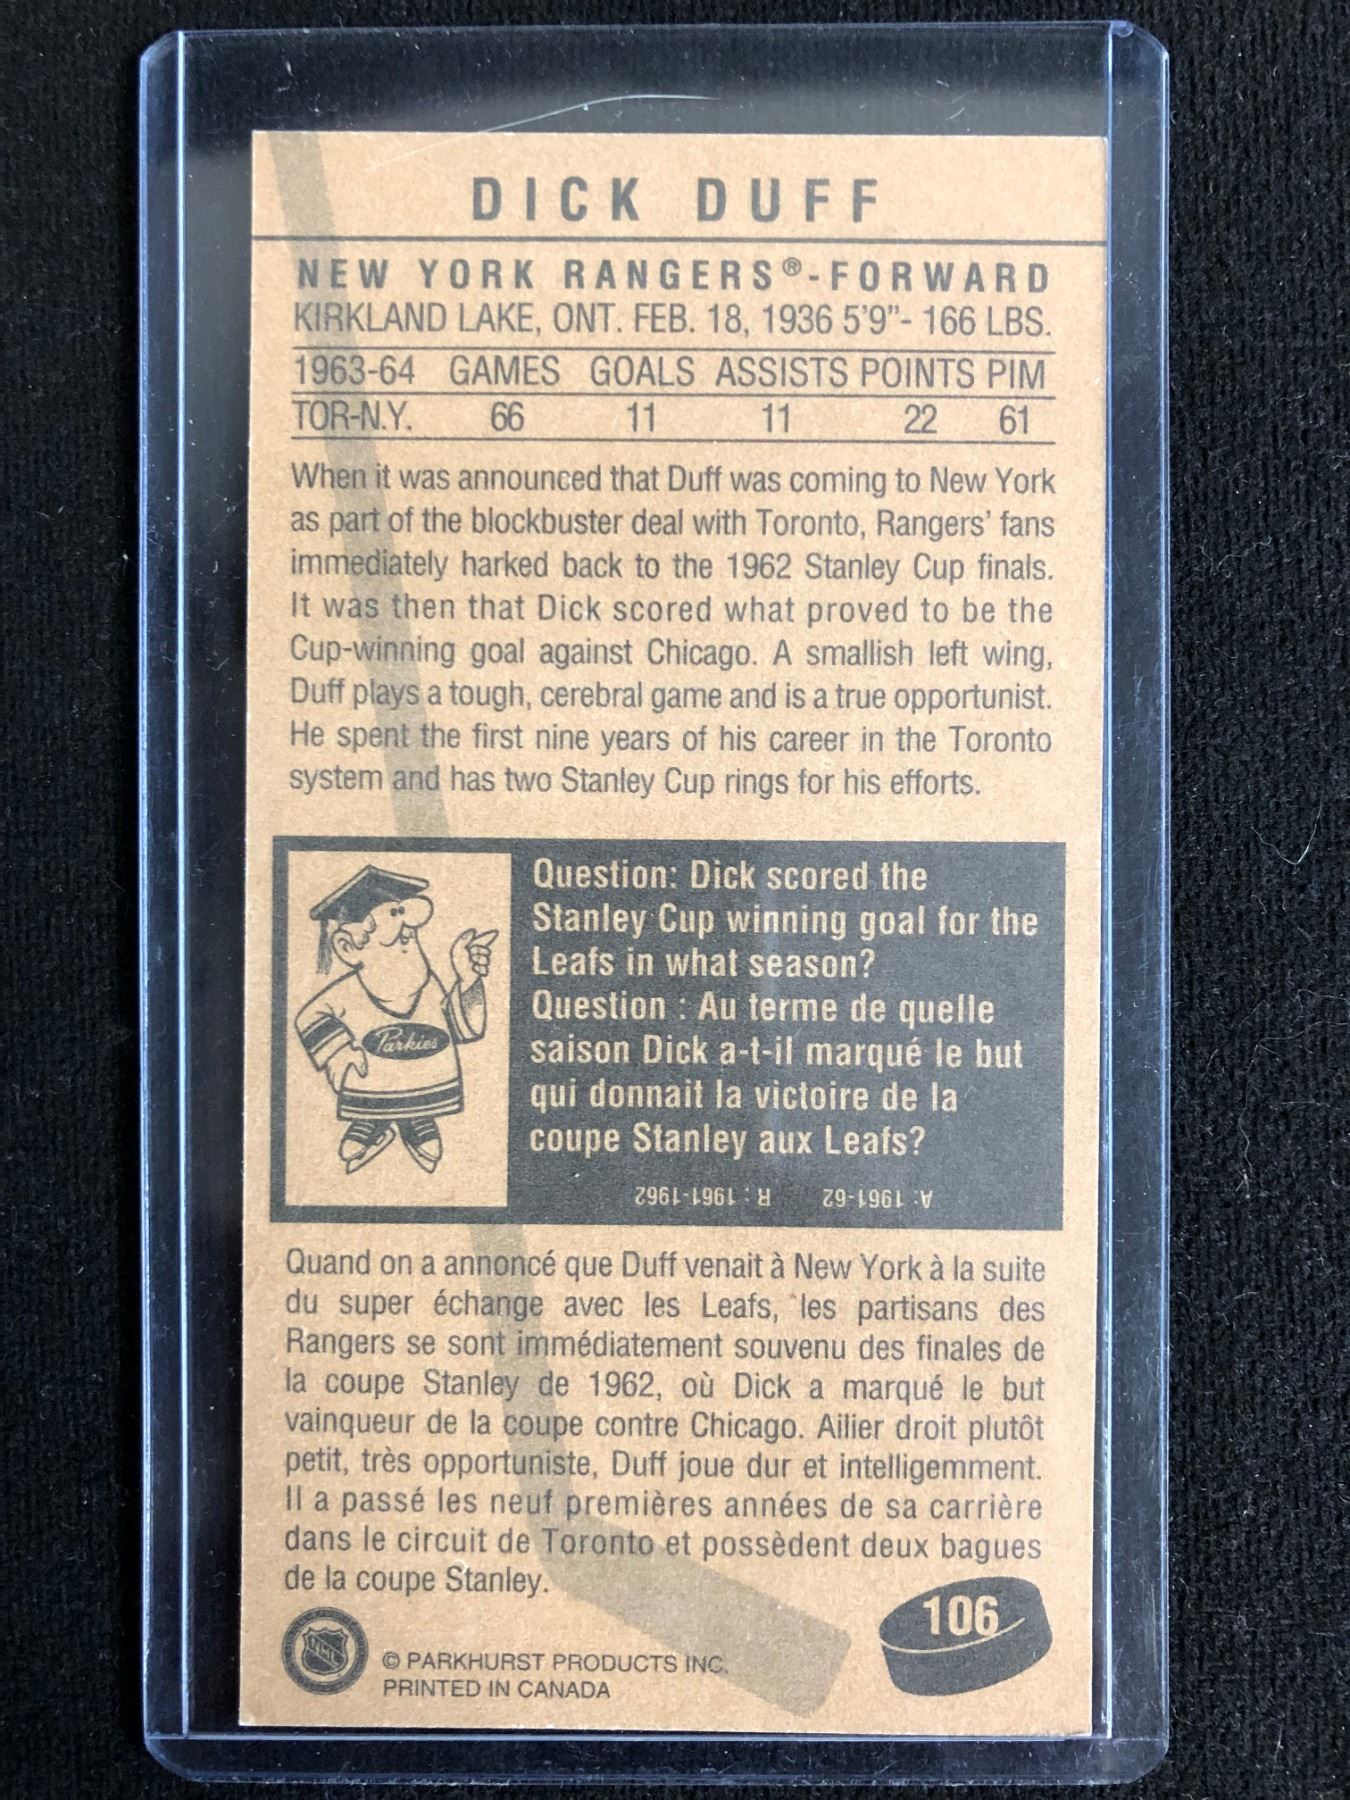 DICK DUFF
NEW YORK RANGERS®-FORWARD
KIRKLAND LAKE, ONT. FEB. 18, 1936 5'9"- 166 LBS.
1963-64 GAMES GOALS ASSISTS POINTS PIM
TOR-N.Y. 66 11 11 22 61
When it was announced that Duff was coming to New York
as part of the blockbuster deal with Toronto, Rangers' fans
immediately harked back to the 1962 Stanley Cup finals.
It was then that Dick scored what proved to be the
Cup-winning goal against Chicago. A smallish left wing,
Duff plays a tough, cerebral game and is a true opportunist.
He spent the first nine years of his career in the Toronto
system and has two Stanley Cup rings for his efforts.
Parkies
Question: Dick scored the
Stanley Cup winning goal for the
Leafs in what season?
Question : Au terme de quelle
saison Dick a-t-il marqué le but
qui donnait la victoire de la
coupe Stanley aux Leafs?
A: 1961-62 R : 1961-1962
Quand on a annoncé que Duff venait à New York à la suite
du super échange avec les Leafs, les partisans des
Rangers se sont immédiatement souvenu des finales de
la coupe Stanley de 1962, où Dick a marqué le but
vainqueur de la coupe contre Chicago. Ailier droit plutôt
petit, très opportuniste, Duff joue dur et intelligemment.
Il a passé les neuf premières années de sa carrière
dans le circuit de Toronto et possèdent deux bagues
de la coupe Stanley.
106
NHL
© PARKHURST PRODUCTS INC.
PRINTED IN CANADA